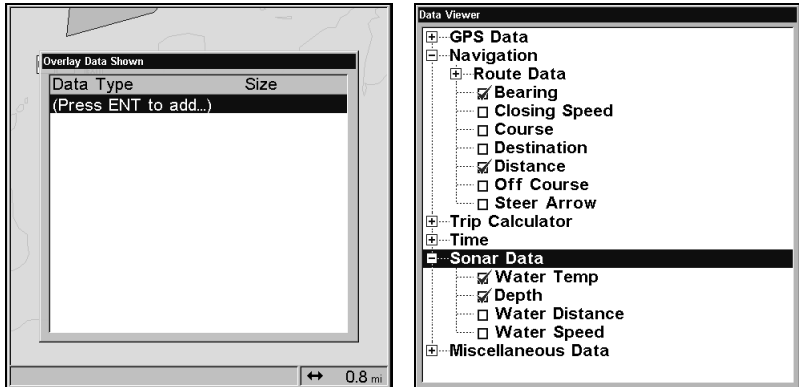 Overlay Data Shown
Data Type Size
(Press ENT to add...)
0.8 mi
Data Viewer
GPS Data
Navigation
Route Data
Bearing
Closing Speed
Course
Destination
Distance
Off Course
Steer Arrow
Trip Calculator
Time
Sonar Data
Water Temp
Depth
Water Distance
Water Speed
Miscellaneous Data